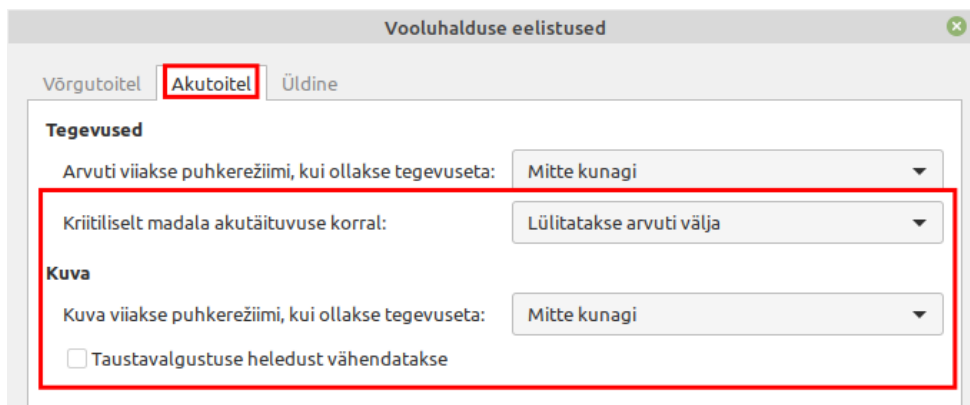 Vooluhalduse eelistused
Võrgutoitel Akutoitel Üldine
Tegevused
Arvuti viiakse puhkerežiimi, kui ollakse tegevuseta: Mitte kunagi
Kriitiliselt madala akutäituvuse korral: Lülitatakse arvuti välja
Kuva
Kuva viiakse puhkerežiimi, kui ollakse tegevuseta: Mitte kunagi
Taustavalgustuse heledust vähendatakse